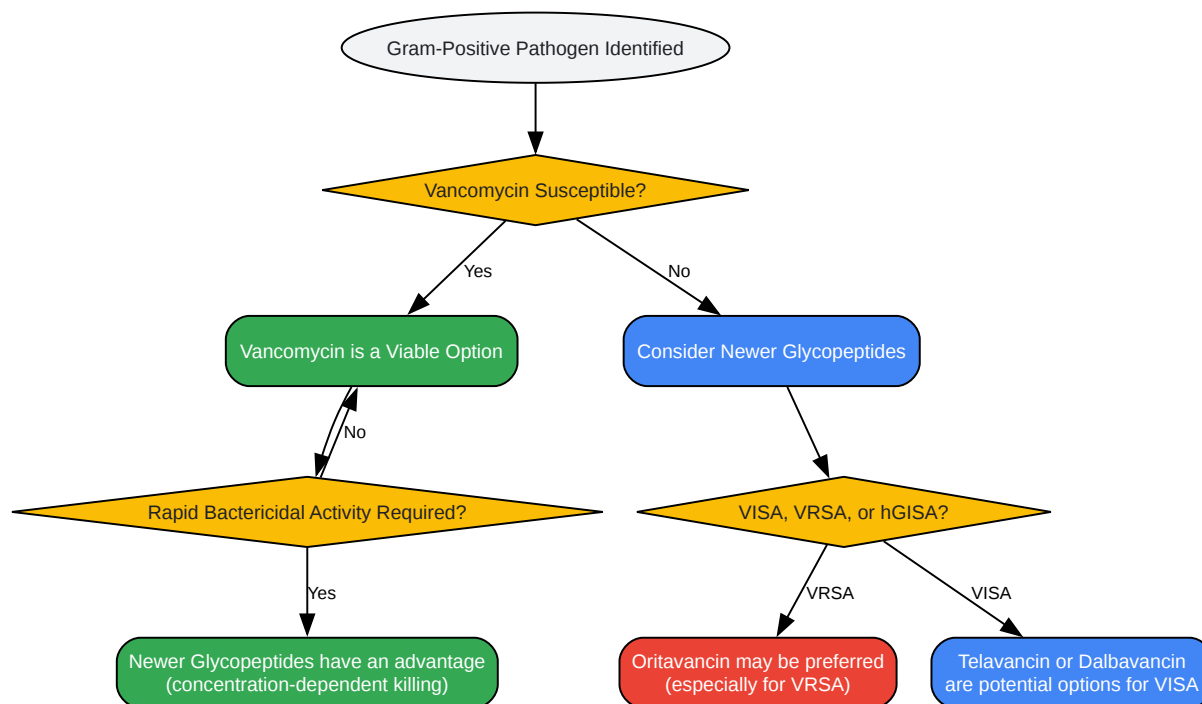 Gram-Positive Pathogen Identified
Vancomycin Susceptible?
Yes
No
Vancomycin is a Viable Option
Consider Newer Glycopeptides
No
Rapid Bactericidal Activity Required?
VISA, VRSA, or hGISA?
Yes
VRSA
VISA
Newer Glycopeptides have an advantage
(concentration-dependent killing)
Oritavancin may be preferred
(especially for VRSA)
Telavancin or Dalbavancin
are potential options for VISA